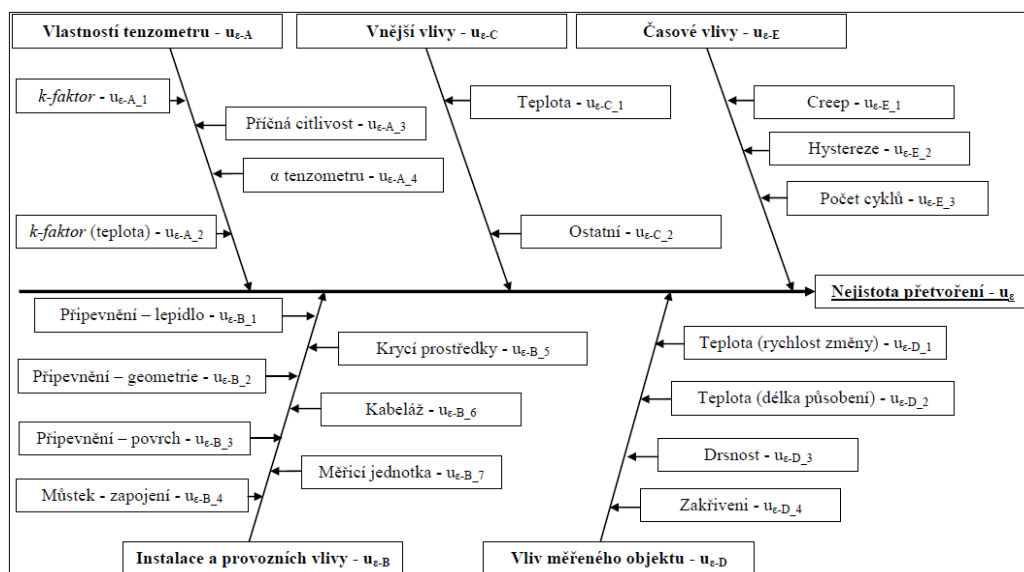 Vlastností tenzometru - uε-A
Vnější vlivy - uε-C
Časové vlivy - uε-E
k-faktor - uε-A_1
Příčná citlivost - uε-A_3
α tenzometru - uε-A_4
k-faktor (teplota) - uε-A_2
Teplota - uε-C_1
Ostatní - uε-C_2
Creep - uε-E_1
Hystereze - uε-E_2
Počet cyklů - uε-E_3
Nejistota přetvoření - uε
Připevnění – lepidlo - uε-B_1
Krycí prostředky - uε-B_5
Připevnění – geometrie - uε-B_2
Kabeláž - uε-B_6
Připevnění – povrch - uε-B_3
Měřicí jednotka - uε-B_7
Můstek - zapojení - uε-B_4
Teplota (rychlost změny) - uε-D_1
Teplota (délka působení) - uε-D_2
Drsnost - uε-D_3
Zakřiveni - uε-D_4
Instalace a provozních vlivy - uε-B
Vliv měřeného objektu - uε-D